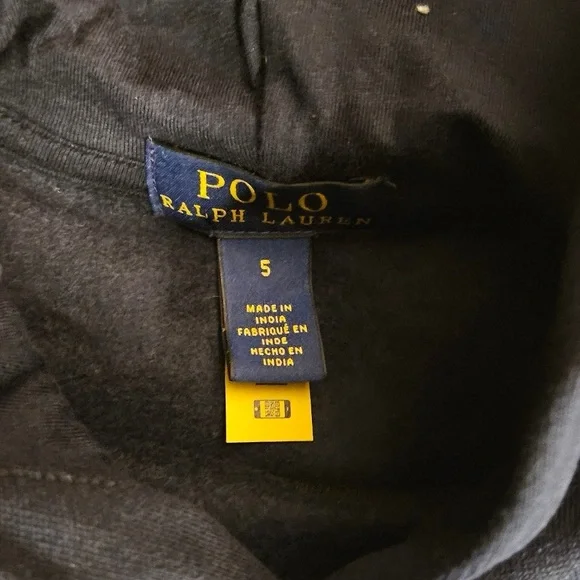 POLO
RALPH LAUREN
5
MADE IN
INDIA
FABRIQUÉ EN
INDE
HECHO EN
INDIA